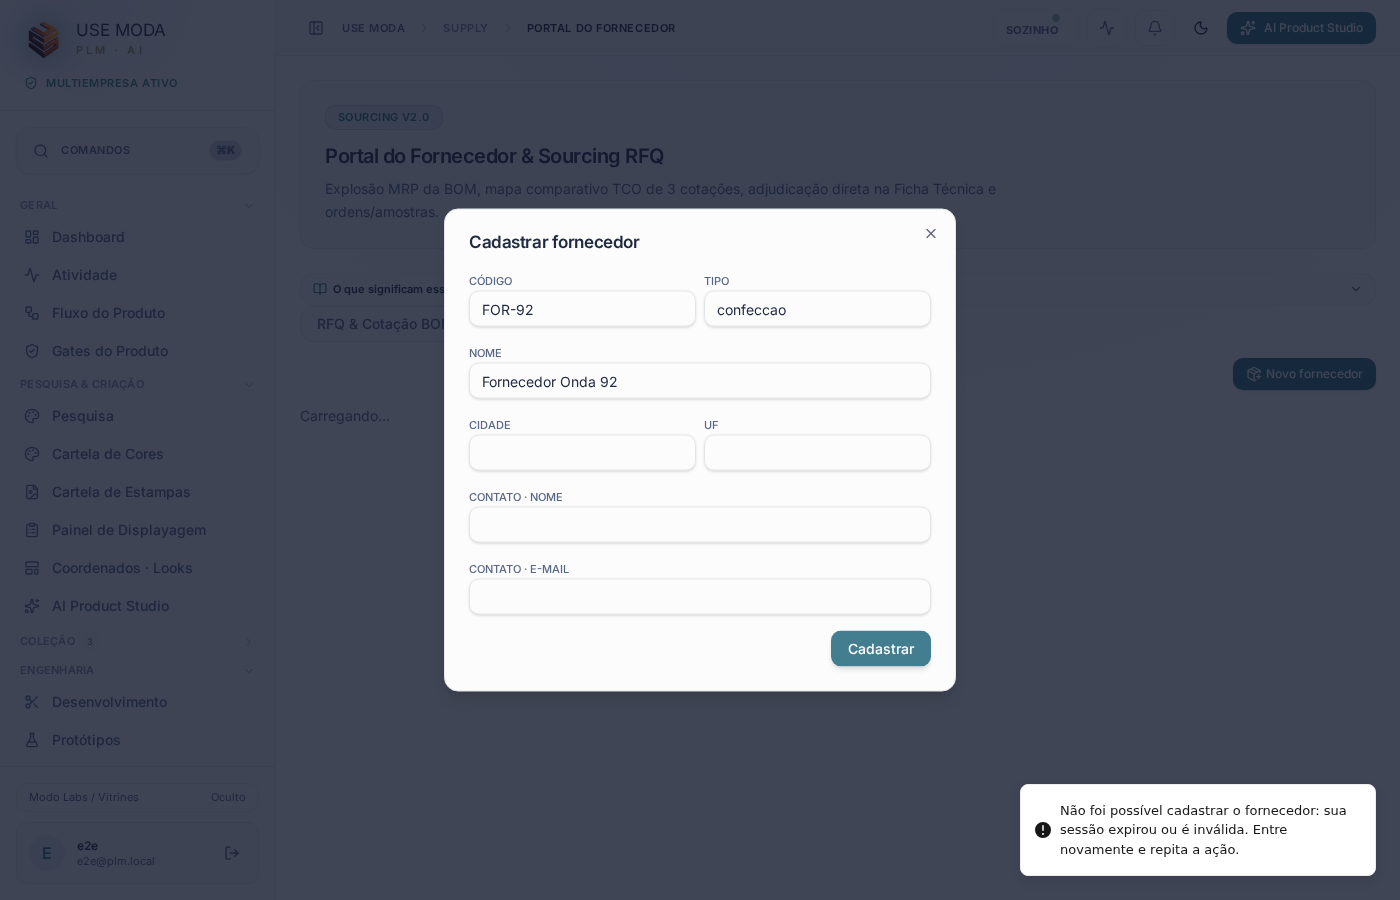 USE MODA
PLM · AI
MULTIEMPRESA ATIVO
COMANDOS
⌘K
GERAL
Dashboard
Atividade
Fluxo do Produto
Gates do Produto
PESQUISA & CRIAÇÃO
Pesquisa
Cartela de Cores
Cartela de Estampas
Painel de Displayagem
Coordenados · Looks
AI Product Studio
COLEÇÃO 3
ENGENHARIA
Desenvolvimento
Protótipos
Modo Labs / Vitrines
Oculto
E
e2e
e2e@plm.local
USE MODA
SUPPLY
PORTAL DO FORNECEDOR
SOZINHO
AI Product Studio
SOURCING V2.0
Portal do Fornecedor & Sourcing RFQ
Explosão MRP da BOM, mapa comparativo TCO de 3 cotações, adjudicação direta na Ficha Técnica e
ordens/amostras.
O que significam
RFQ & Cotação
Novo fornecedor
Carregando...
Cadastrar fornecedor
CÓDIGO
TIPO
FOR-92
confeccao
NOME
Fornecedor Onda 92
CIDADE
UF
CONTATO · NOME
CONTATO · E-MAIL
Cadastrar
Não foi possível cadastrar o fornecedor: sua
sessão expirou ou é inválida. Entre
novamente e repita a ação.